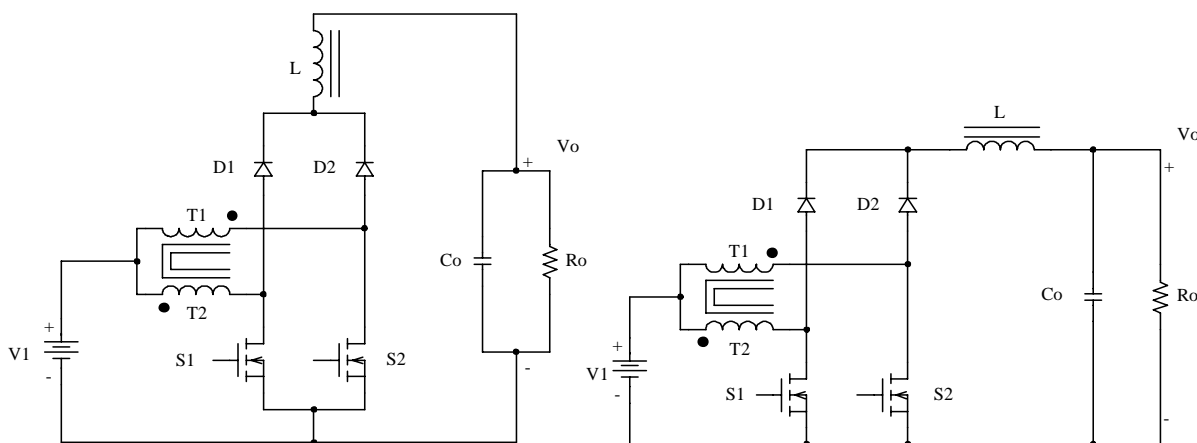 L
D1
D2
T1
T2
+
V1
-
S1
S2
Vo
+
Co
Ro
-
L
Vo
+
D1
D2
T1
T2
+
V1
-
S1
S2
Co
Ro
-